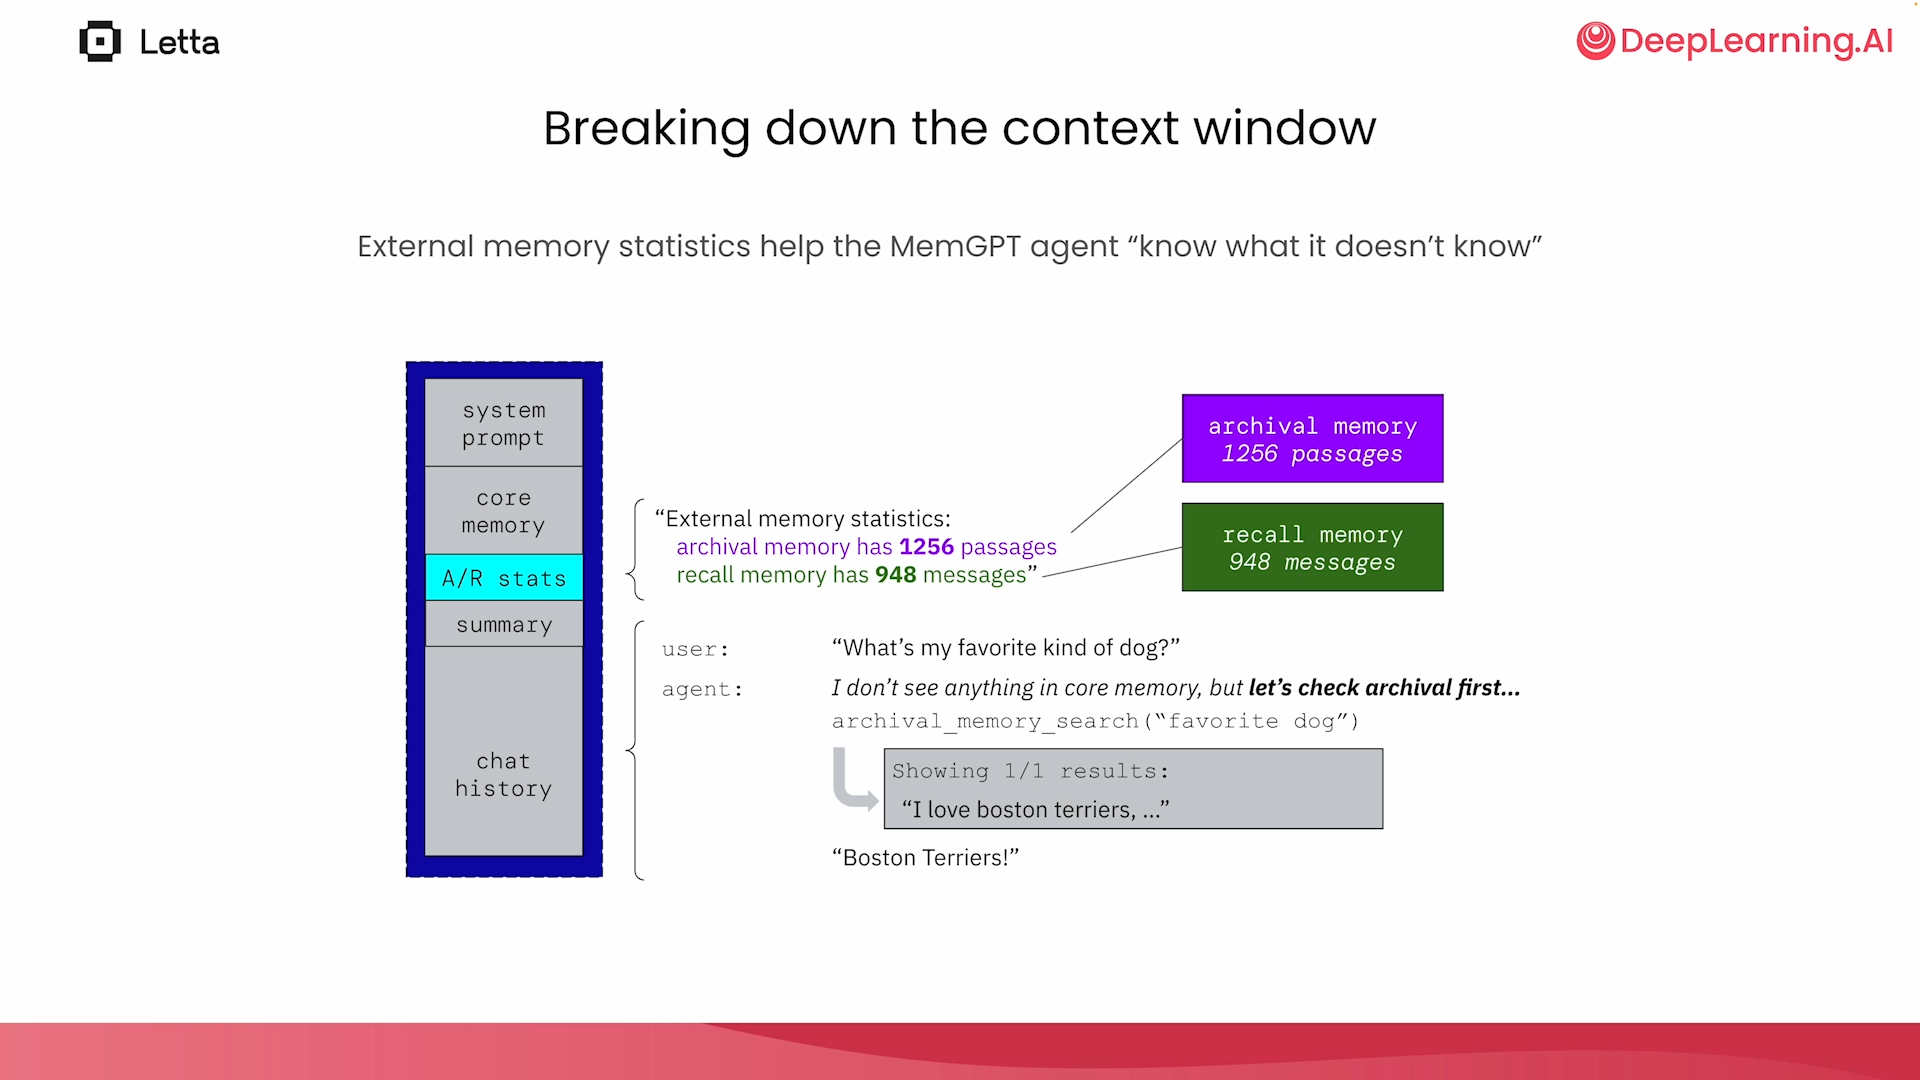 Letta
DeepLearning.AI
Breaking down the context window
External memory statistics help the MemGPT agent “know what it doesn’t know”
system
prompt
core
memory
A/R stats
summary
chat
history
“External memory statistics:
archival memory has 1256 passages
recall memory has 948 messages”
archival memory
1256 passages
recall memory
948 messages
user: “What’s my favorite kind of dog?”
agent: I don’t see anything in core memory, but let’s check archival first...
archival_memory_search(“favorite dog”)
Showing 1/1 results:
“I love boston terriers, ...”
“Boston Terriers!”